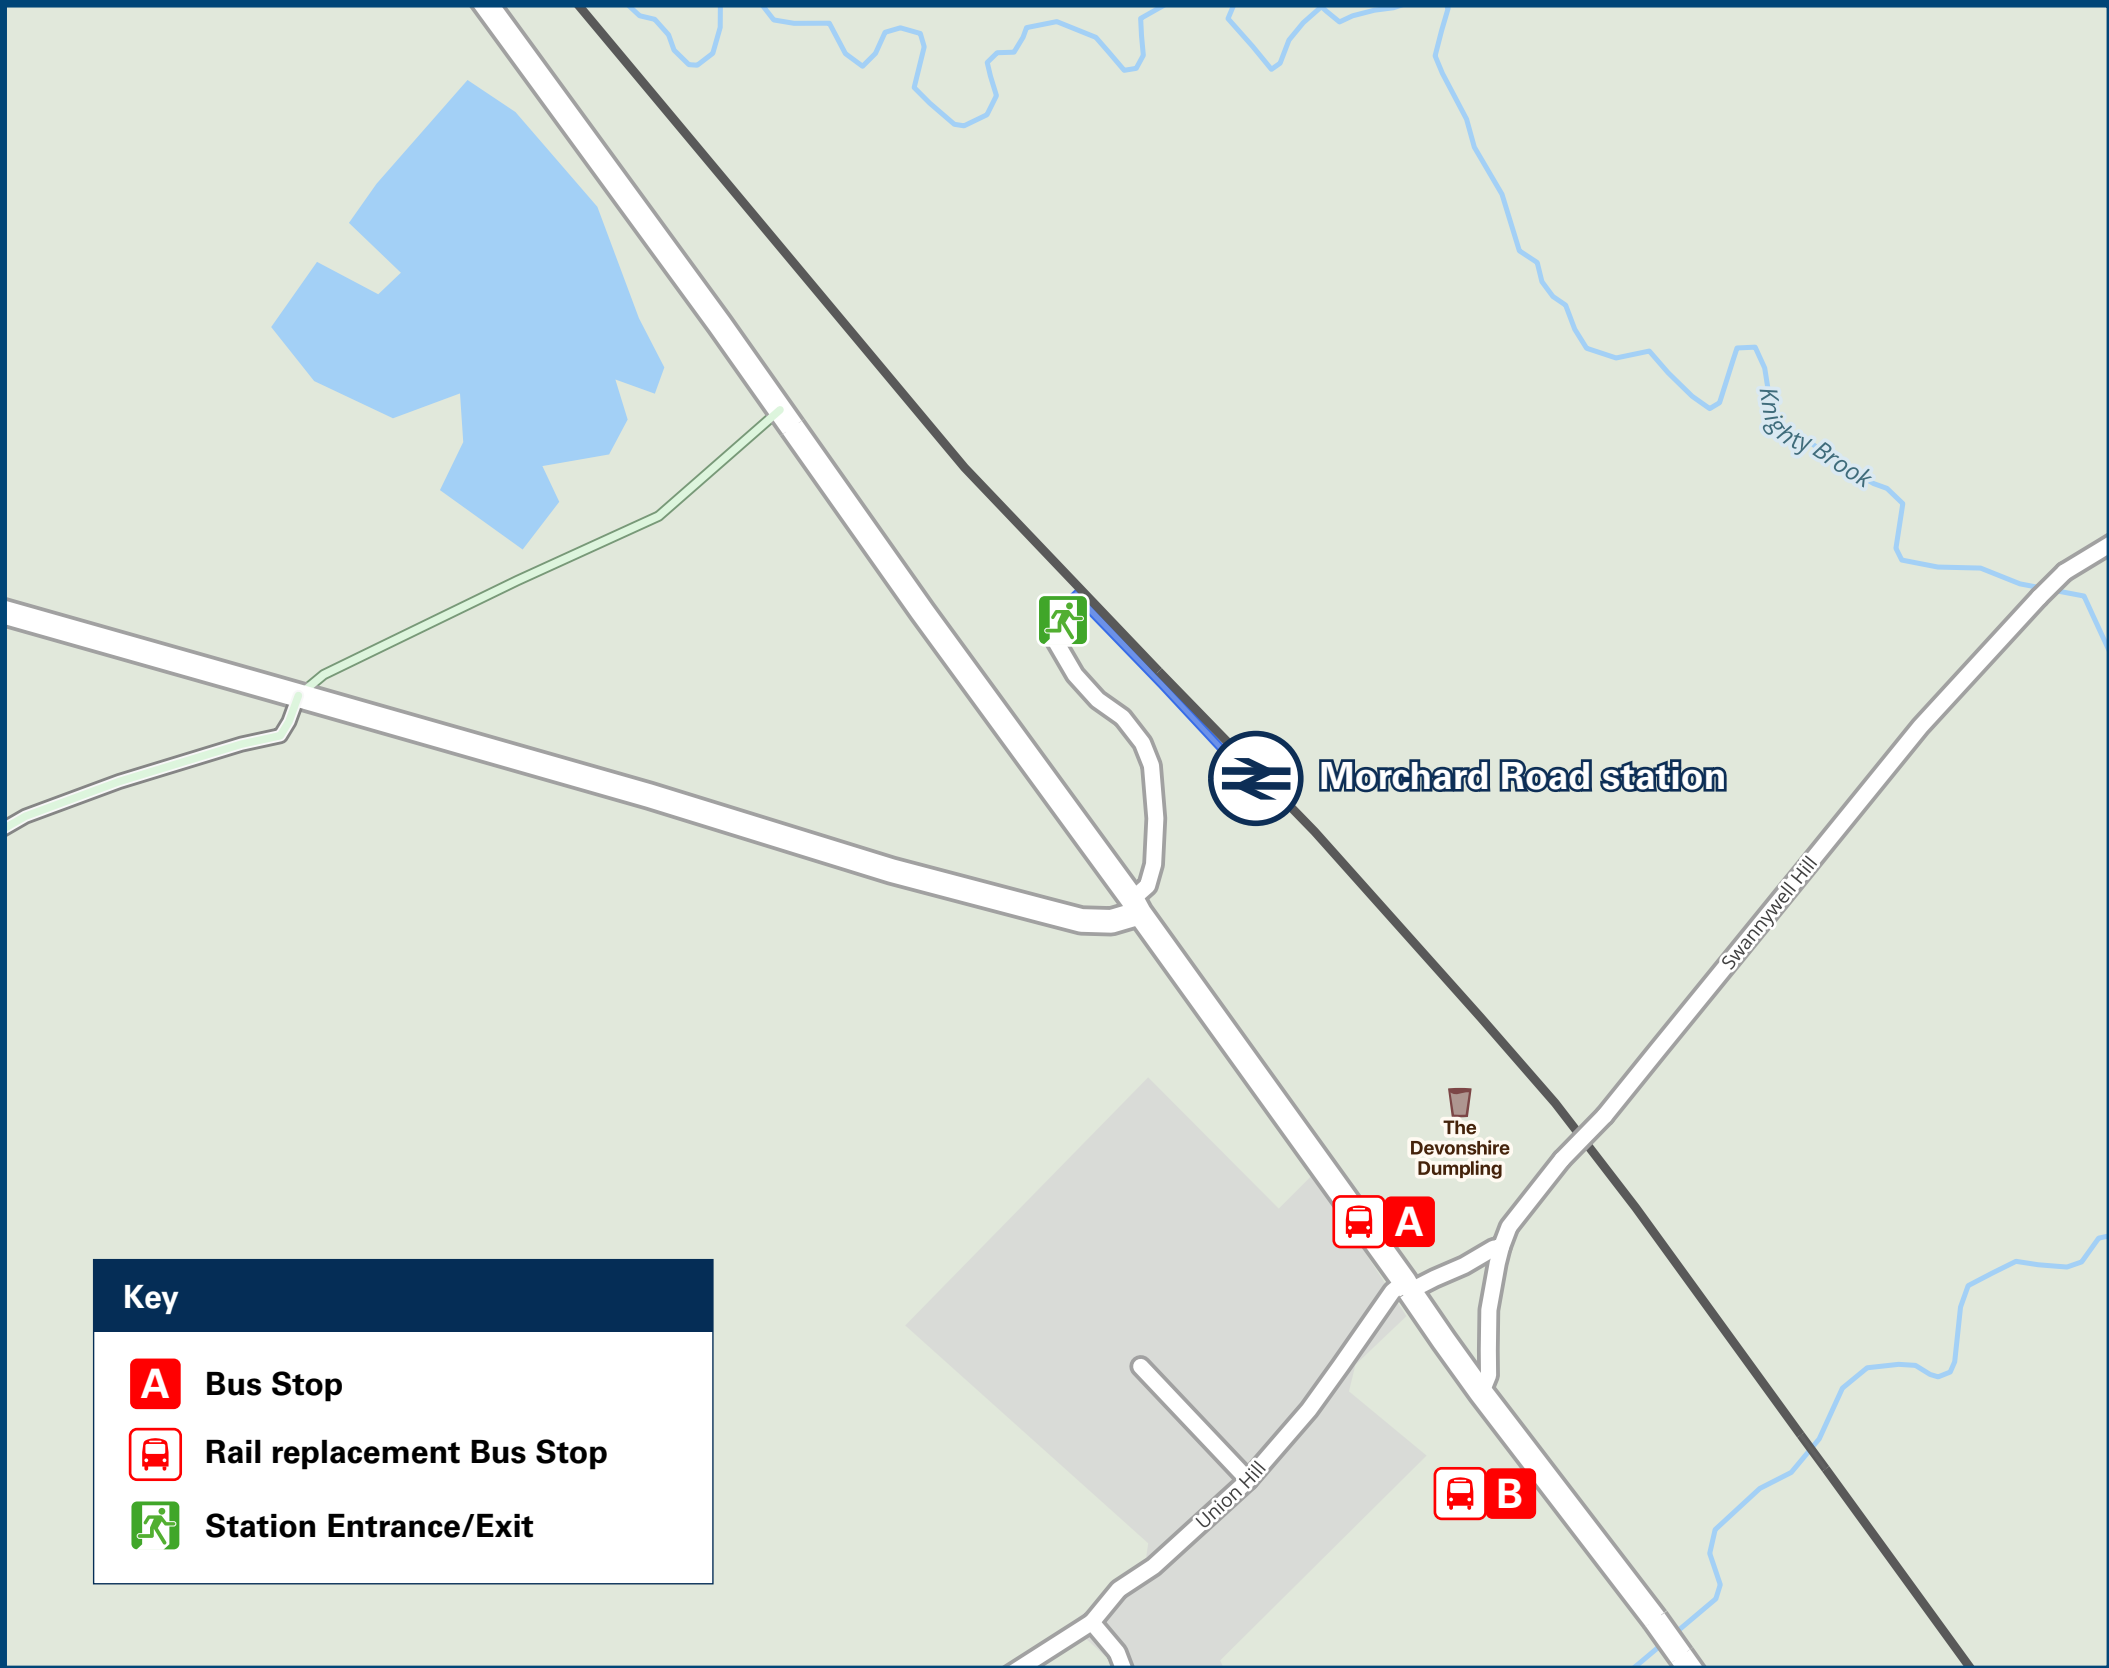 Knighty Brook
Morchard Road station
Swannywell Hill
The
Devonshire
Dumpling
A
Union Hill
B
Key
A Bus Stop
Rail replacement Bus Stop
Station Entrance/Exit